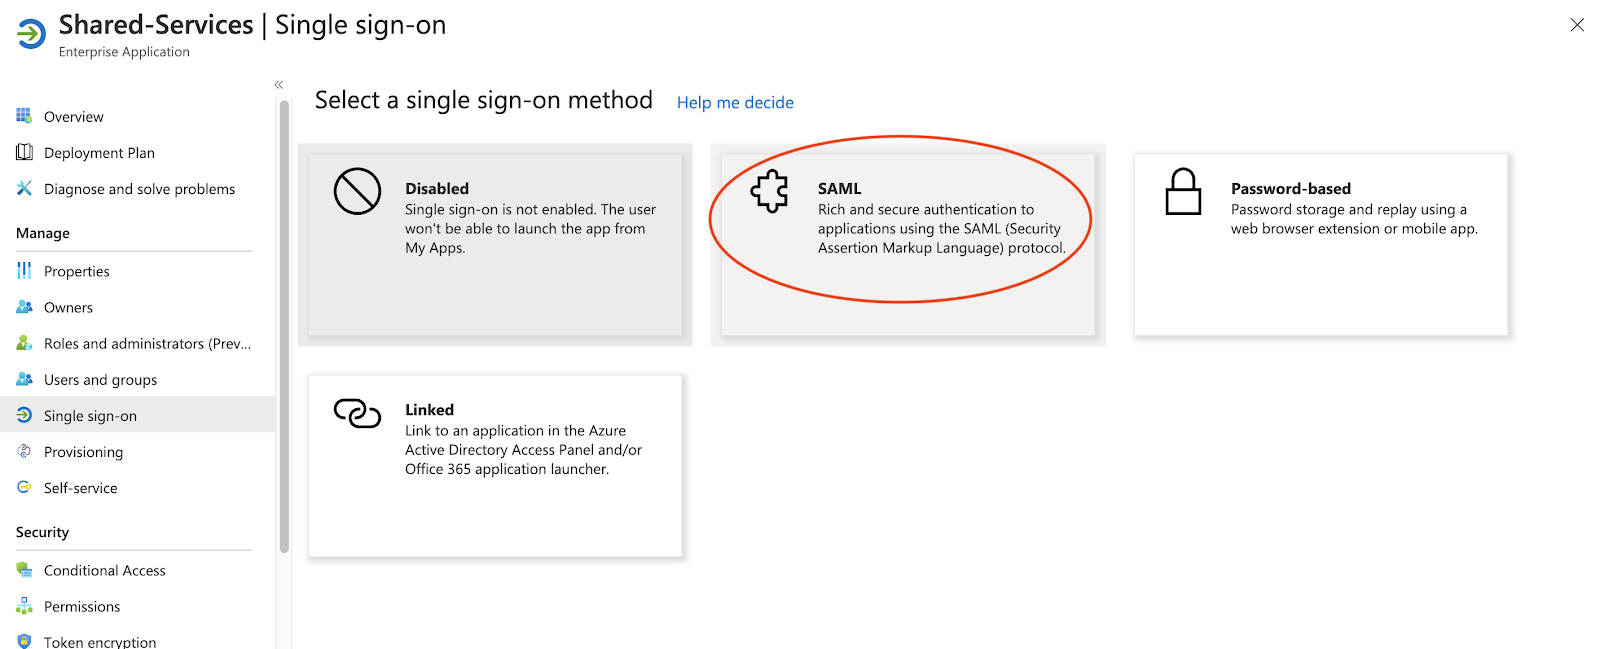 Shared-Services | Single sign-on
Enterprise Application
«
Overview
Deployment Plan
Diagnose and solve problems
Manage
Properties
Owners
Roles and administrators (Prev...
Users and groups
Single sign-on
Provisioning
Self-service
Security
Conditional Access
Permissions
Token encryption
Select a single sign-on method
Help me decide
Disabled
Single sign-on is not enabled. The user
won't be able to launch the app from
My Apps.
SAML
Rich and secure authentication to
applications using the SAML (Security
Assertion Markup Language) protocol.
Password-based
Password storage and replay using a
web browser extension or mobile app.
Linked
Link to an application in the Azure
Active Directory Access Panel and/or
Office 365 application launcher.